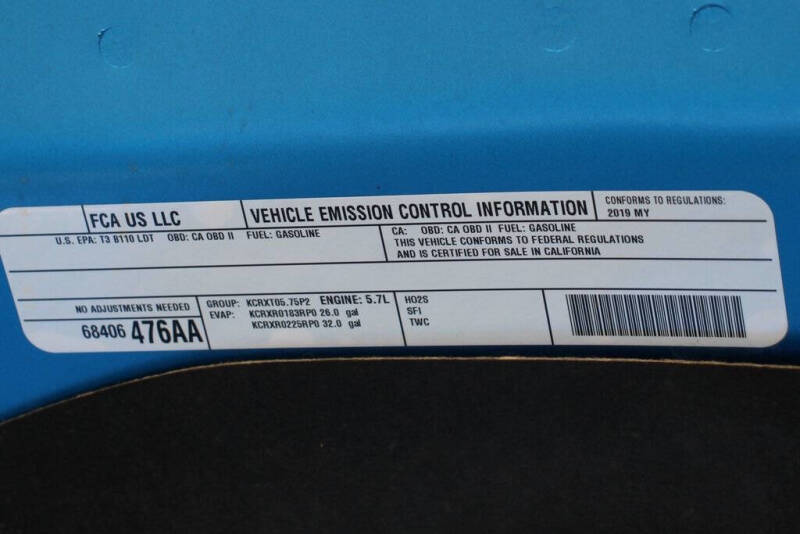 FCA US LLC
VEHICLE EMISSION CONTROL INFORMATION
CONFORMS TO REGULATIONS:
2019 MY
U.S. EPA: T3 B110 LDT OBD: CA OBD II FUEL: GASOLINE
CA: OBD: CA OBD II FUEL: GASOLINE
THIS VEHICLE CONFORMS TO FEDERAL REGULATIONS
AND IS CERTIFIED FOR SALE IN CALIFORNIA
NO ADJUSTMENTS NEEDED
68406 476AA
GROUP: KCRXT05.75P2 ENGINE: 5.7L
EVAP: KCRXR0183RP0 26.0 gal
KCRXR0225RP0 32.0 gal
HO2S
SFI
TWC